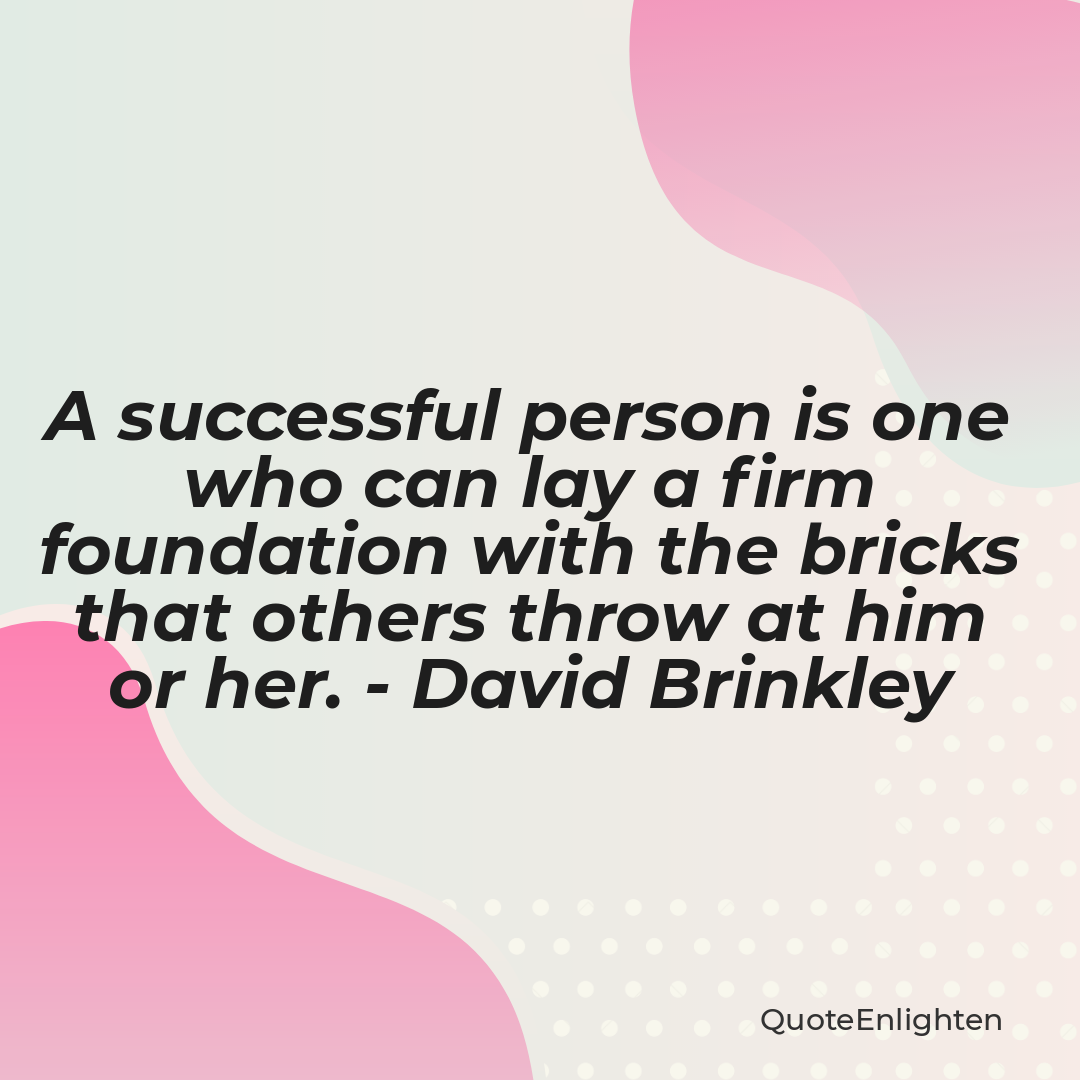 A successful person is one
who can lay a firm
foundation with the bricks
that others throw at him
or her. - David Brinkley
QuoteEnlighten